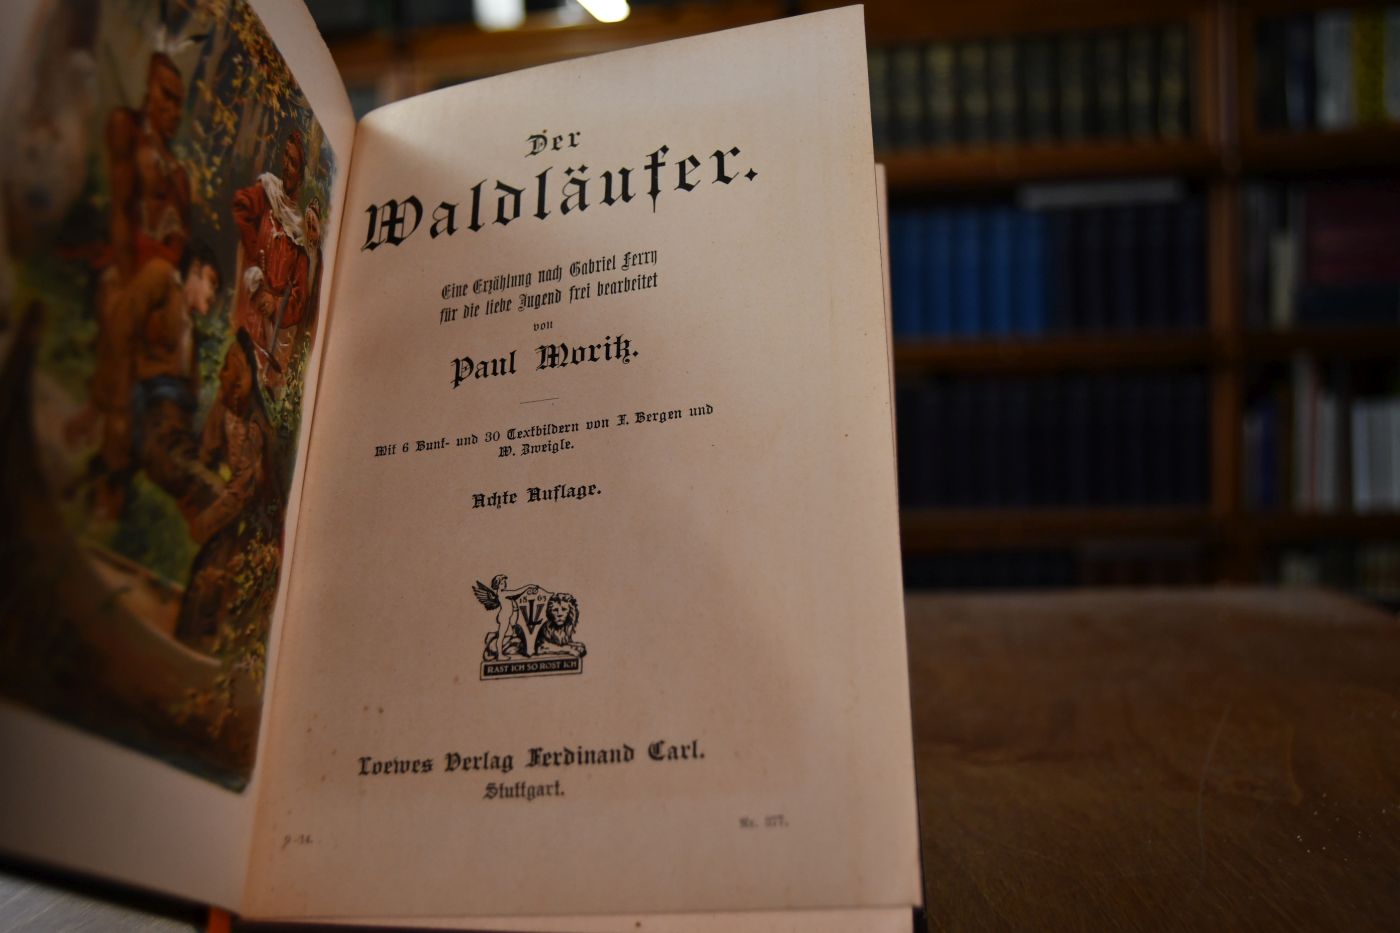 Der
Waldläufer.
Eine Erzählung nach Gabriel Ferry
für die liebe Jugend frei bearbeitet
von
Paul Moritz.
Mit 6 Bunt- und 30 Textbildern von F. Bergen und
W. Zweigle.
Achte Auflage.
1863
LV
RAST ICH SO ROST ICH
Loewes Verlag Ferdinand Carl.
Stuttgart.
Nr. 377.